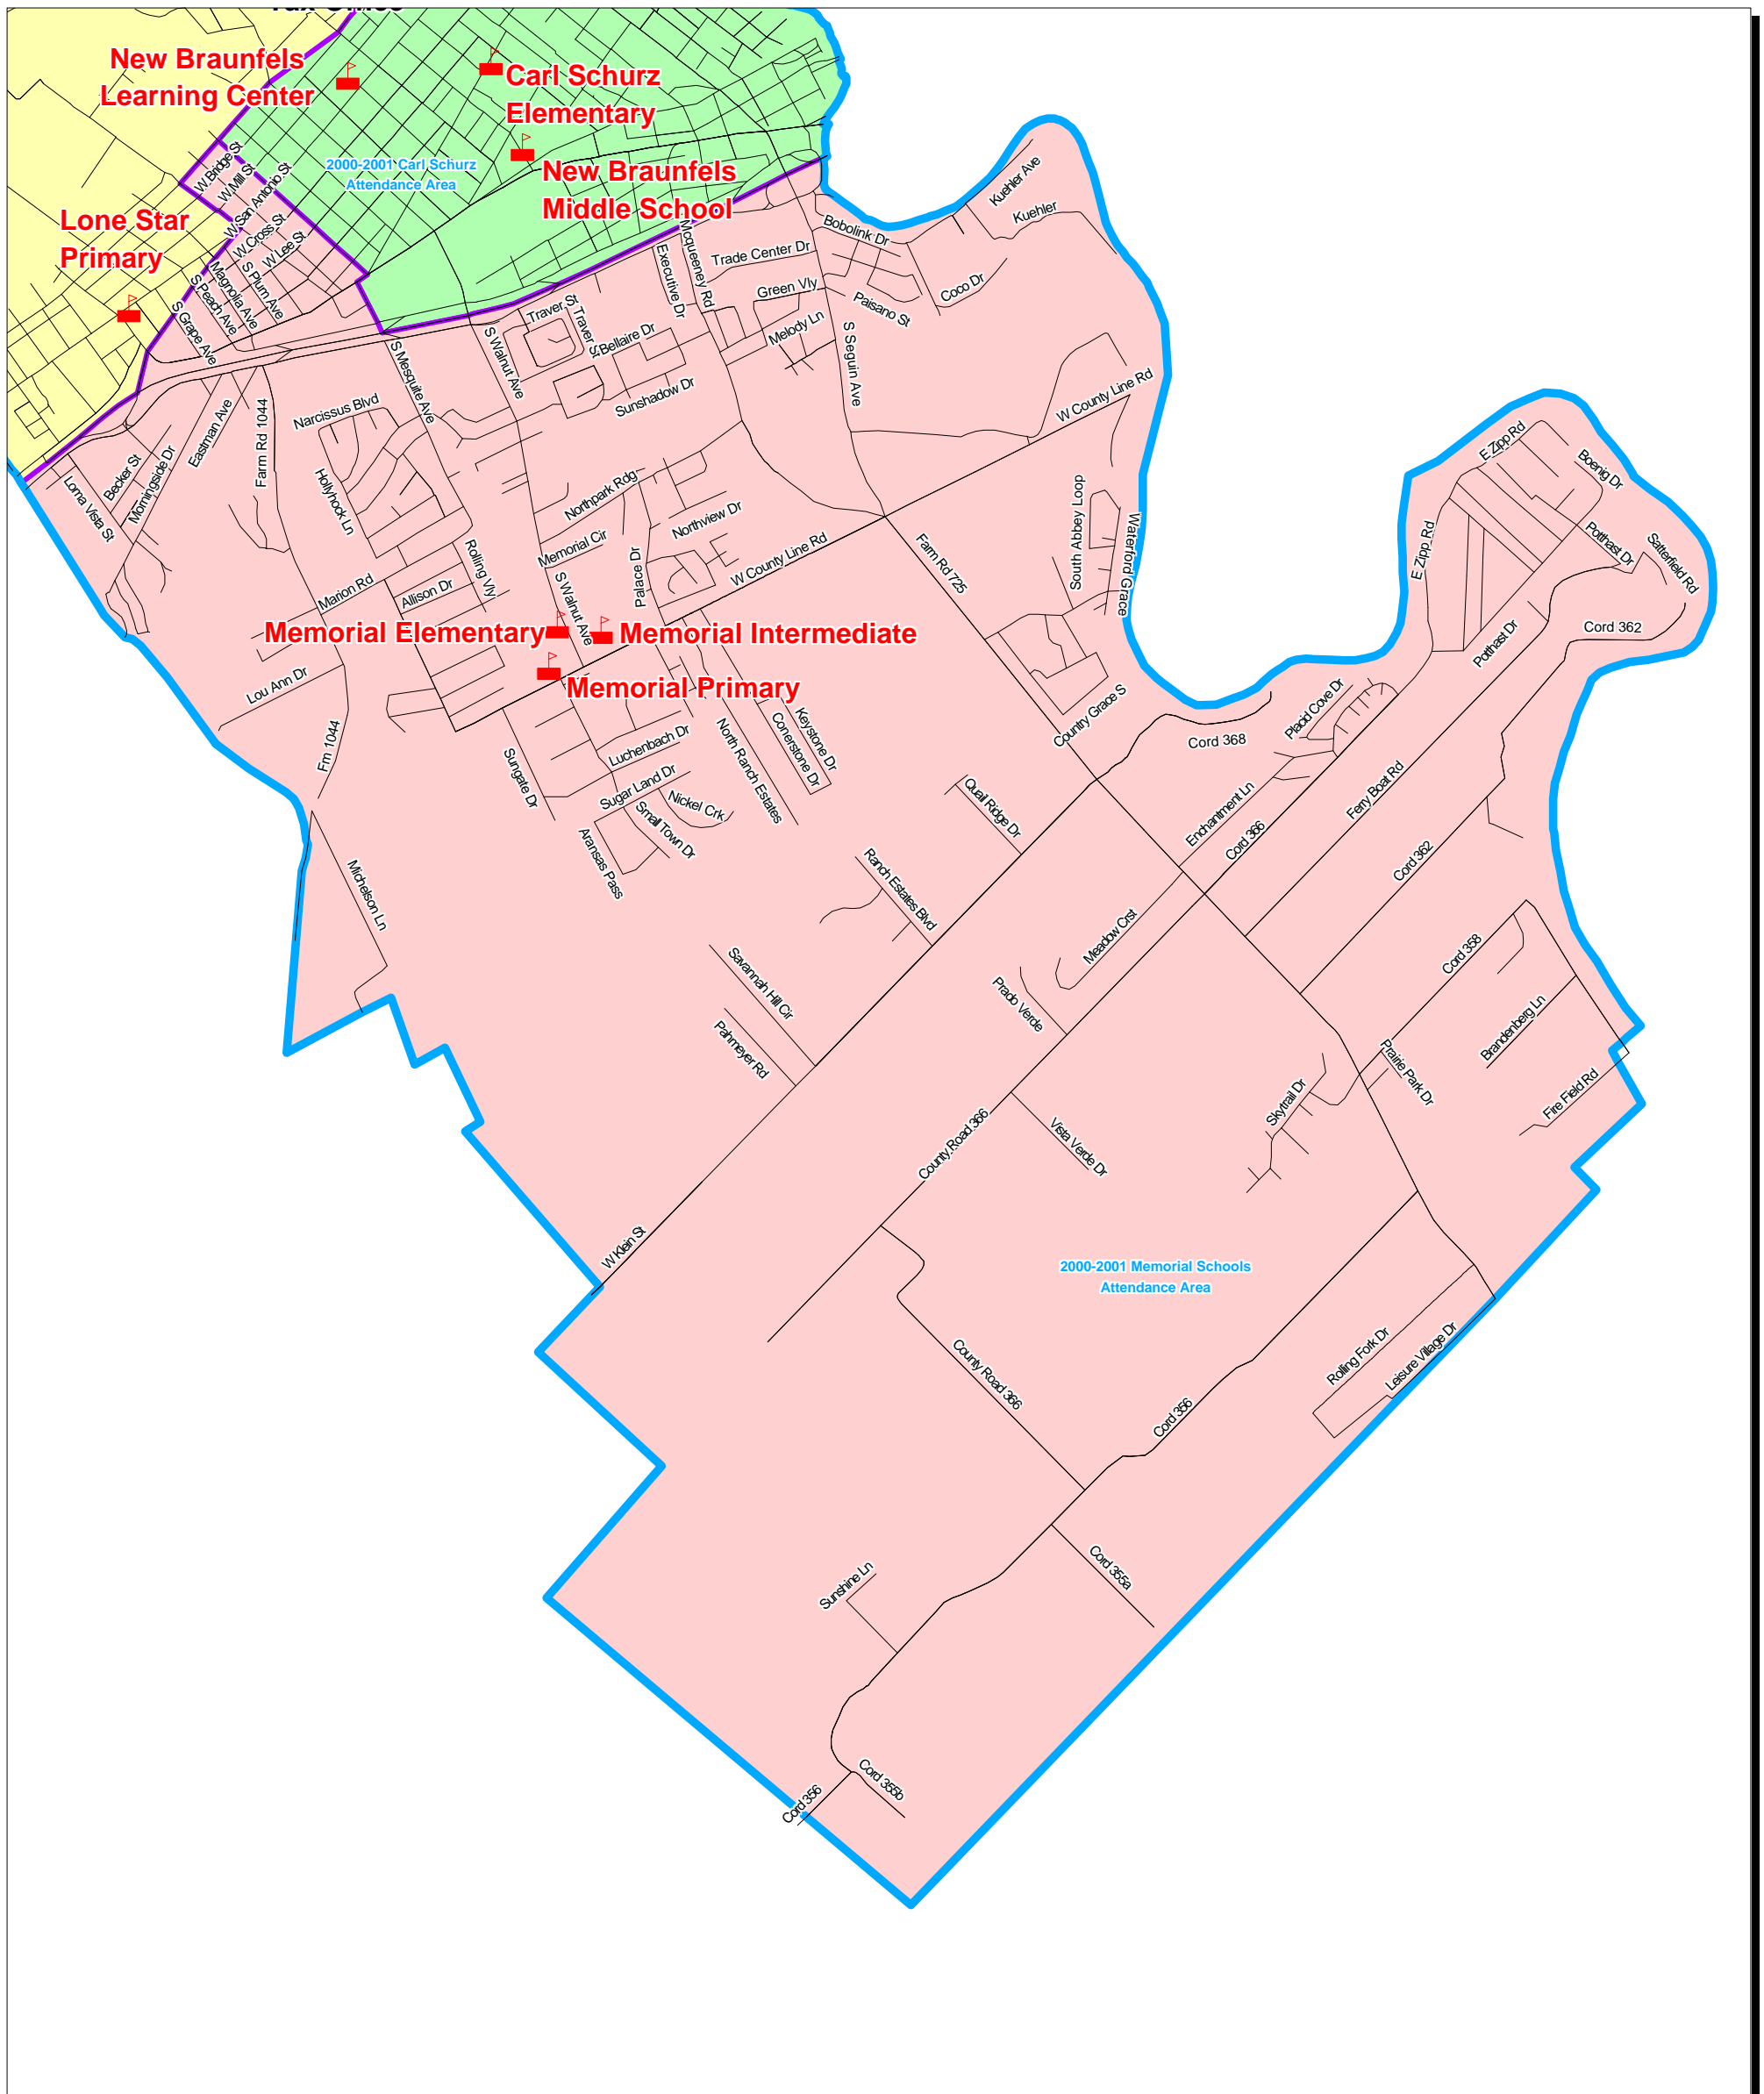 New Braunfels
Learning Center
Carl Schurz
Elementary
2000-2001 Carl Schurz
Attendance Area
New Braunfels
Middle School
Lone Star
Primary
W Bridge St
W Mill St
W San Antonio St
W Cross St
W Lee St
S Plum Ave
Magnolia Ave
S Peach Ave
S Grape Ave
Kuehler Ave
Kuehler
Bobolink Dr
Trade Center Dr
Mcqueeney Rd
Executive Dr
Green Vly
Paisano St
Coco Dr
Melody Ln
S Seguin Ave
Traver St
Traver St
Bellaire Dr
Sunshadow Dr
S Walnut Ave
S Mesquite Ave
Narcissus Blvd
Farm Rd 1044
Eastman Ave
Morningside Dr
Becker St
Loma Vista St
Hollyhock Ln
W County Line Rd
E Zipp Rd
Boenig Dr
Potthast Dr
Satterfield Rd
E Zipp Rd
Cord 362
Potthast Dr
South Abbey Loop
Waterford Grace
Northpark Rdg
Northview Dr
Memorial Cir
Rolling Vly
S Walnut Ave
Palace Dr
W County Line Rd
Farm Rd 725
Marion Rd
Allison Dr
Memorial Elementary
Memorial Intermediate
Memorial Primary
Lou Ann Dr
Fm 1044
Country Grace S
Placid Cove Dr
Cord 368
Keystone Dr
Cornerstone Dr
North Ranch Estates
Luchenbach Dr
Sungate Dr
Sugar Land Dr
Nickel Crk
Small Town Dr
Aransas Pass
Quail Ridge Dr
Enchantment Ln
Cord 366
Ferry Boat Rd
Cord 362
Michelson Ln
Ranch Estates Blvd
Meadow Crst
Cord 358
Savannah Hill Cir
Pahmeyer Rd
Prado Verde
Brandenberg Ln
Prairie Park Dr
Fire Field Rd
Skytrail Dr
County Road 366
Vista Verde Dr
W Klein St
2000-2001 Memorial Schools
Attendance Area
Rolling Fork Dr
Leisure Village Dr
County Road 366
Cord 356
Cord 355a
Sunshine Ln
Cord 355b
Cord 356